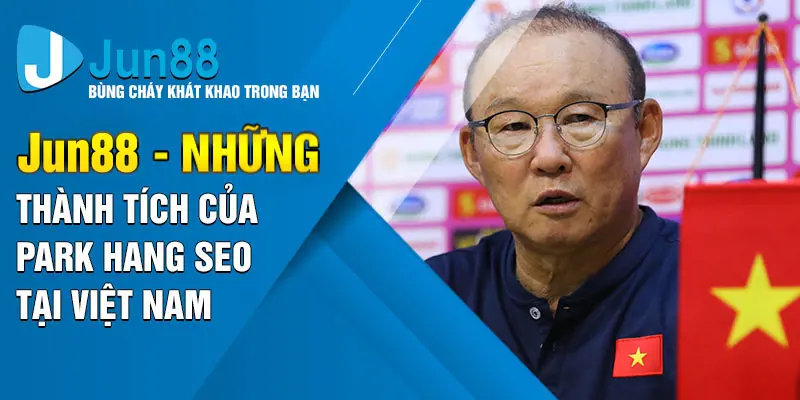 Jun88
BÙNG CHÁY KHÁT KHAO TRONG BẠN
Jun88 - NHỮNG
THÀNH TÍCH CỦA
PARK HANG SEO
TẠI VIỆT NAM